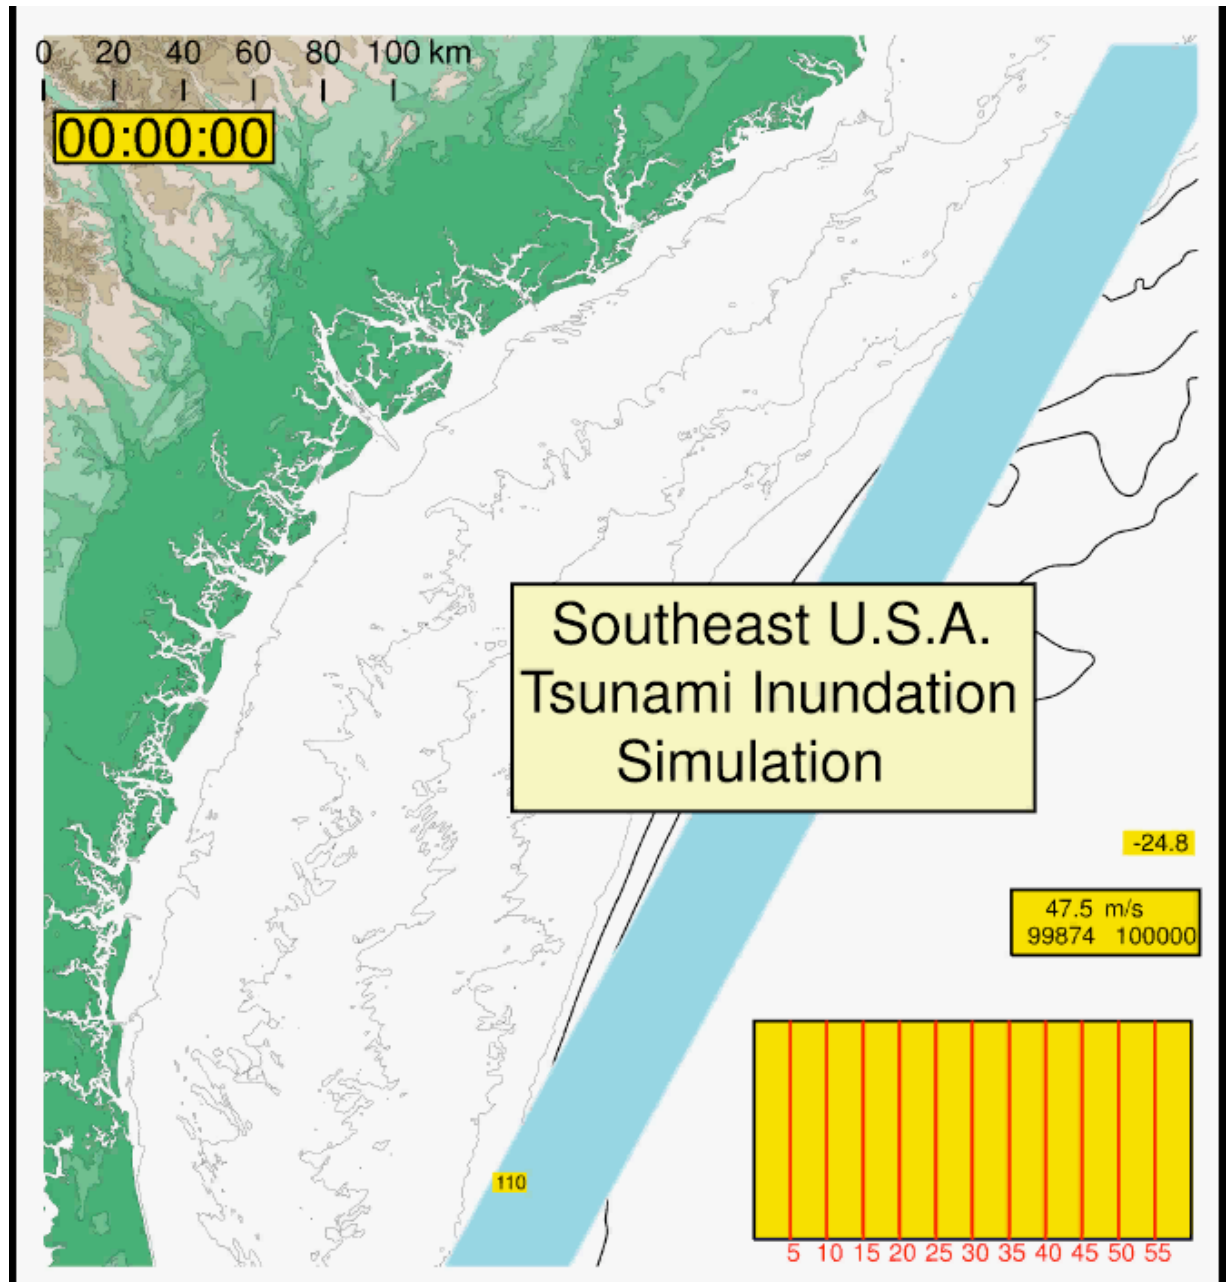 0 20 40 60 80 100 km
00:00:00
Southeast U.S.A.
Tsunami Inundation
Simulation
-24.8
47.5 m/s
99874 100000
110
5 10 15 20 25 30 35 40 45 50 55